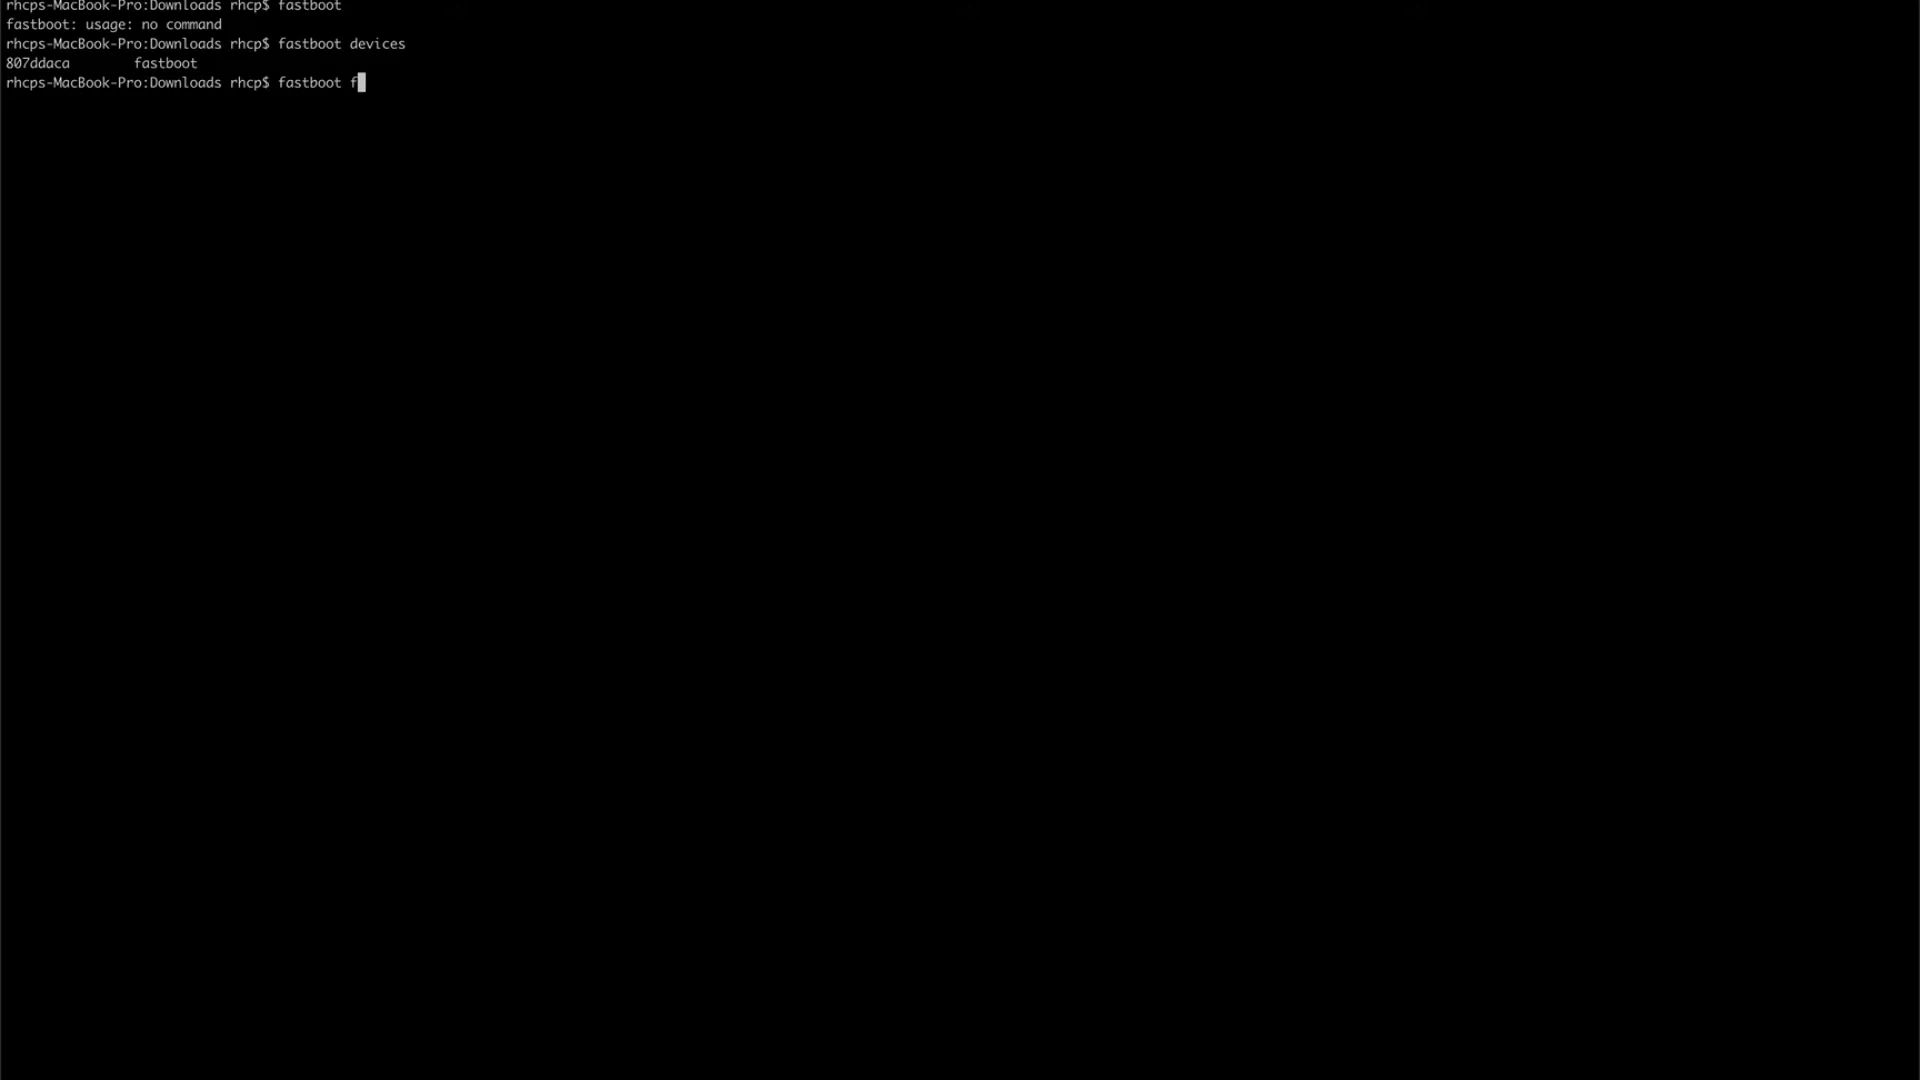 rhcps-MacBook-Pro:Downloads rhcp$ fastboot
fastboot: usage: no command
rhcps-MacBook-Pro:Downloads rhcp$ fastboot devices
807ddaca        fastboot
rhcps-MacBook-Pro:Downloads rhcp$ fastboot f